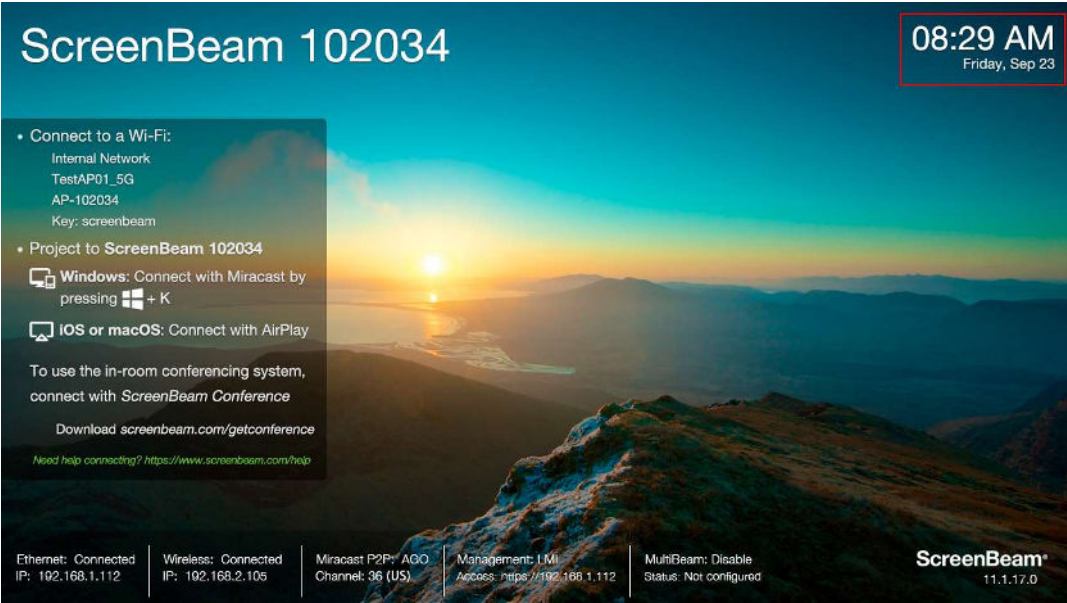 ScreenBeam 102034
08:29 AM
Friday, Sep 23
• Connect to a Wi-Fi:
Internal Network
TestAP01_5G
AP-102034
Key: screenbeam
• Project to ScreenBeam 102034
Windows: Connect with Miracast by
pressing + K
iOS or macOS: Connect with AirPlay
To use the in-room conferencing system,
connect with ScreenBeam Conference
Download screenbeam.com/getconference
Need help connecting? https://www.screenbeam.com/help
Ethernet: Connected
IP: 192.168.1.112
Wireless: Connected
IP: 192.168.2.105
Miracast P2P: AGO
Channel: 36 (US)
Management: LMI
Access: https://192.168.1.112
MultiBeam: Disable
Status: Not configured
ScreenBeam®
11.1.17.0